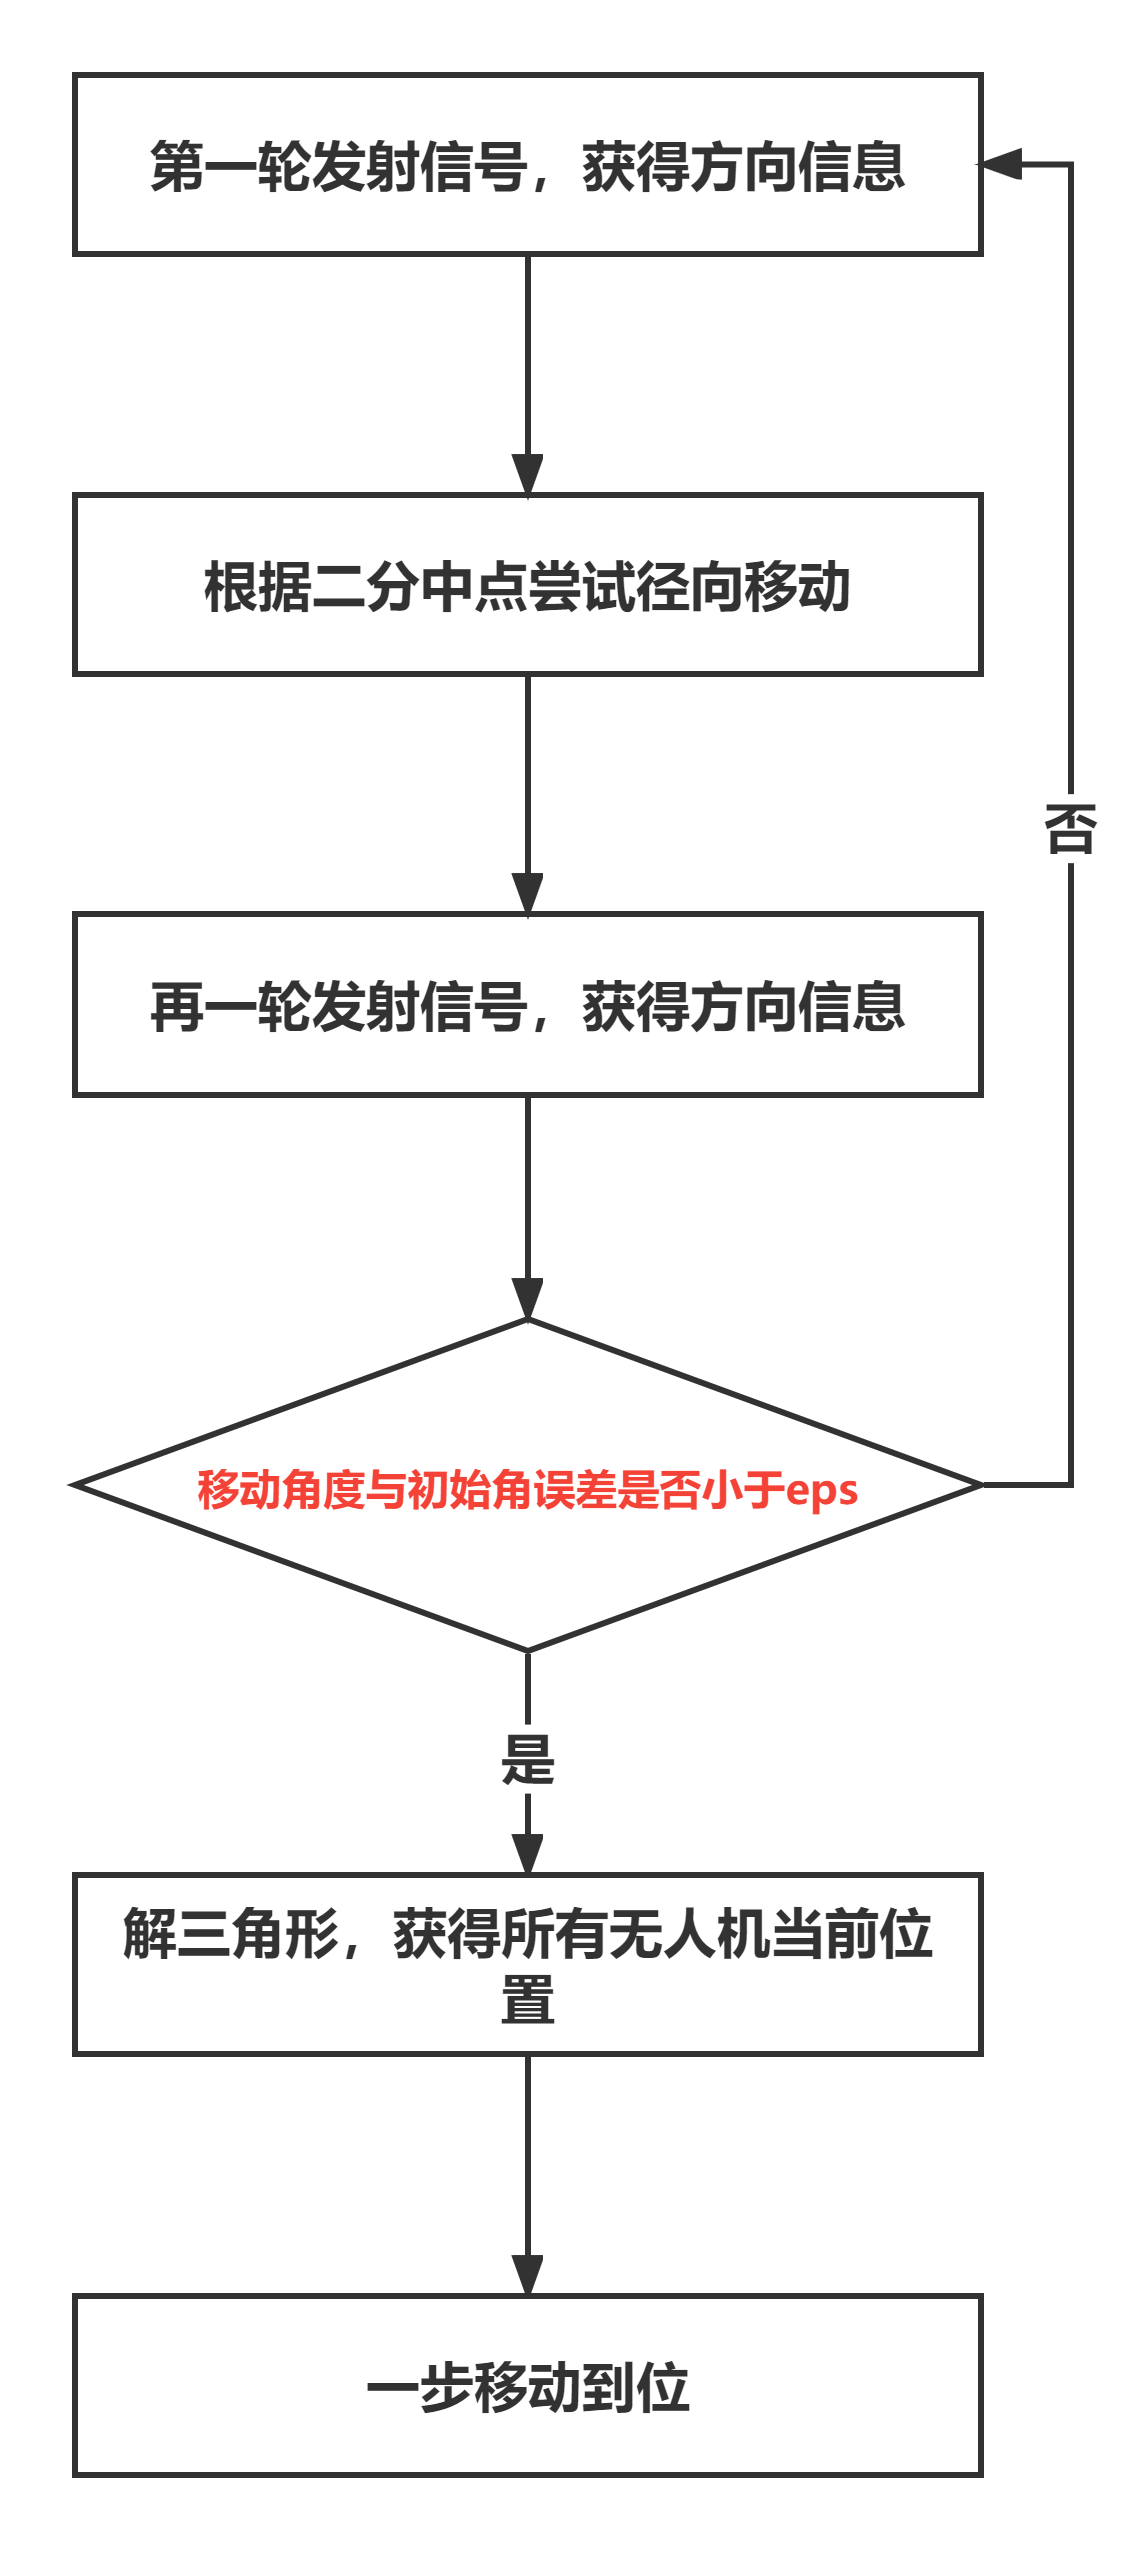 第一轮发射信号，获得方向信息
根据二分中点尝试径向移动
否
再一轮发射信号，获得方向信息
移动角度与初始角误差是否小于eps
是
解三角形，获得所有无人机当前位
置
一步移动到位